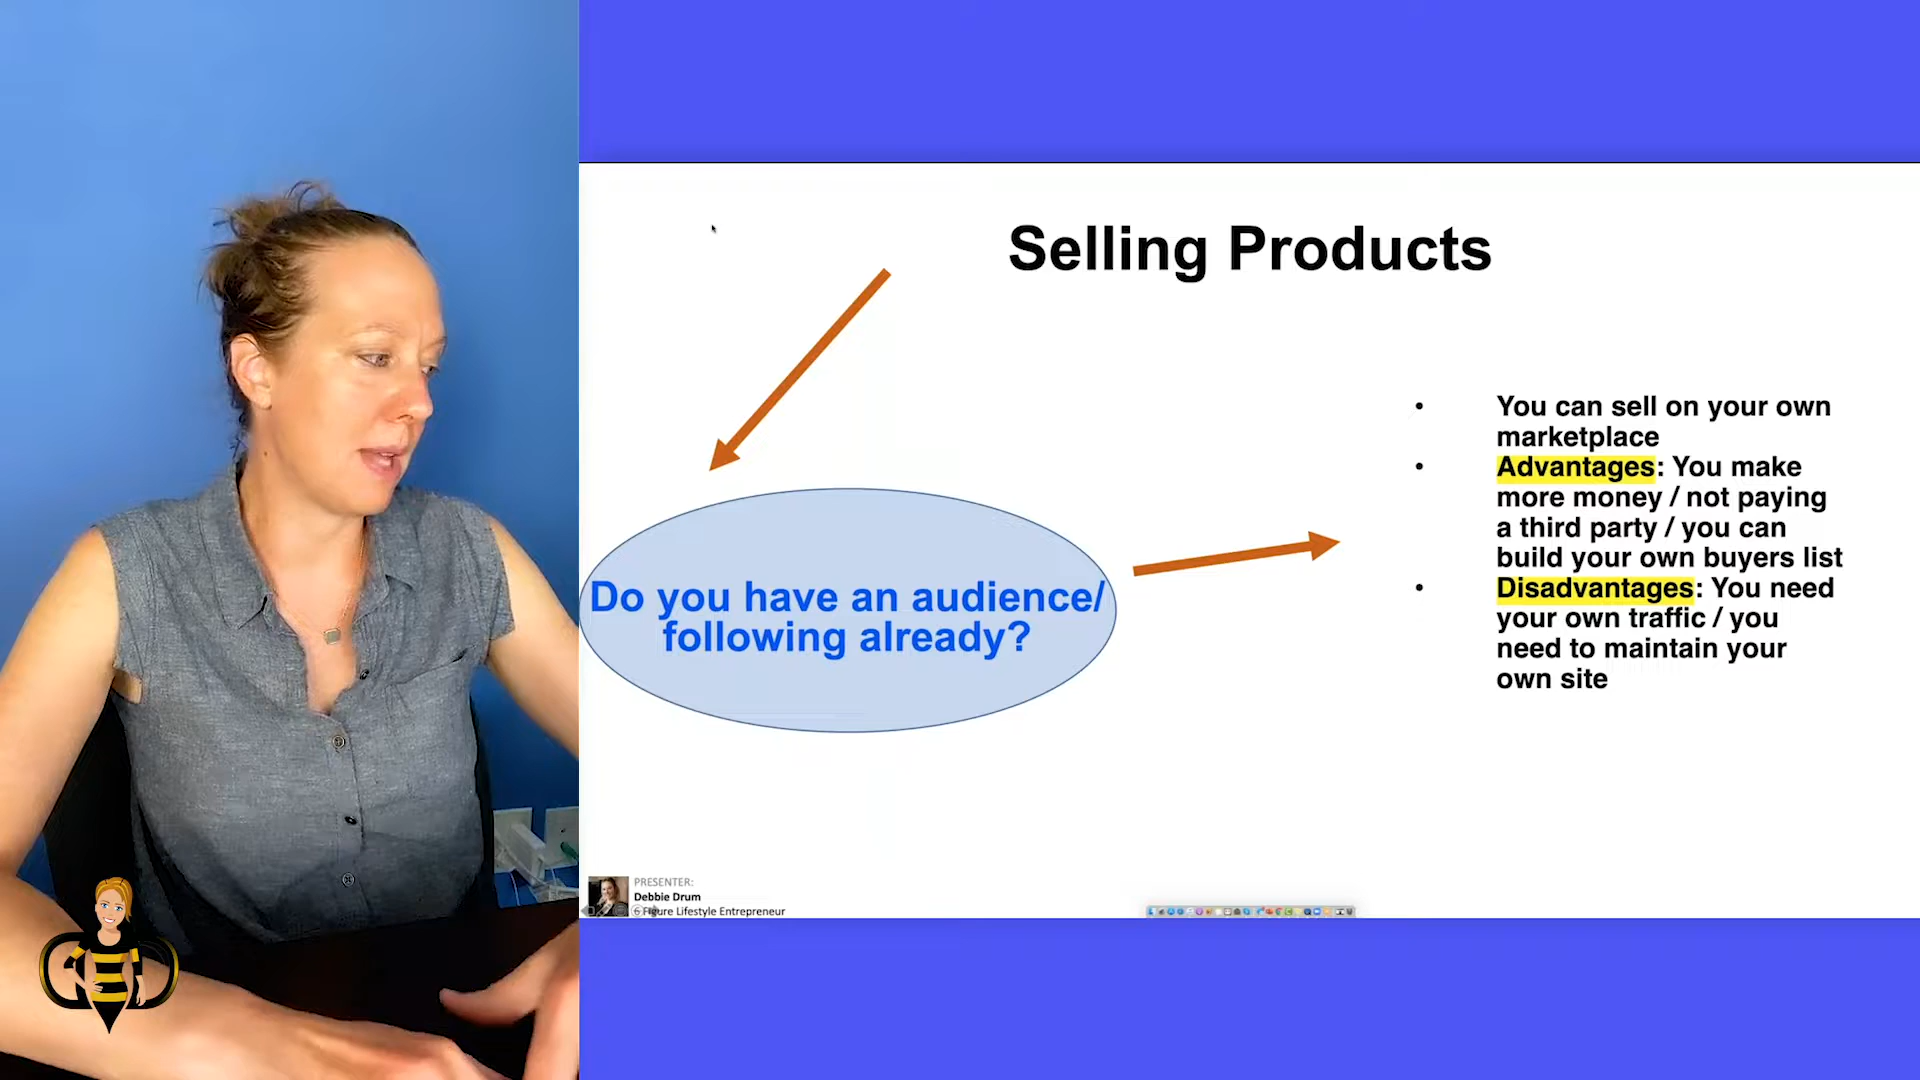 Selling Products
Do you have an audience/
following already?
• You can sell on your own
marketplace
• Advantages: You make
more money / not paying
a third party / you can
build your own buyers list
• Disadvantages: You need
your own traffic / you
need to maintain your
own site
PRESENTER:
Debbie Drum
6 Figure Lifestyle Entrepreneur